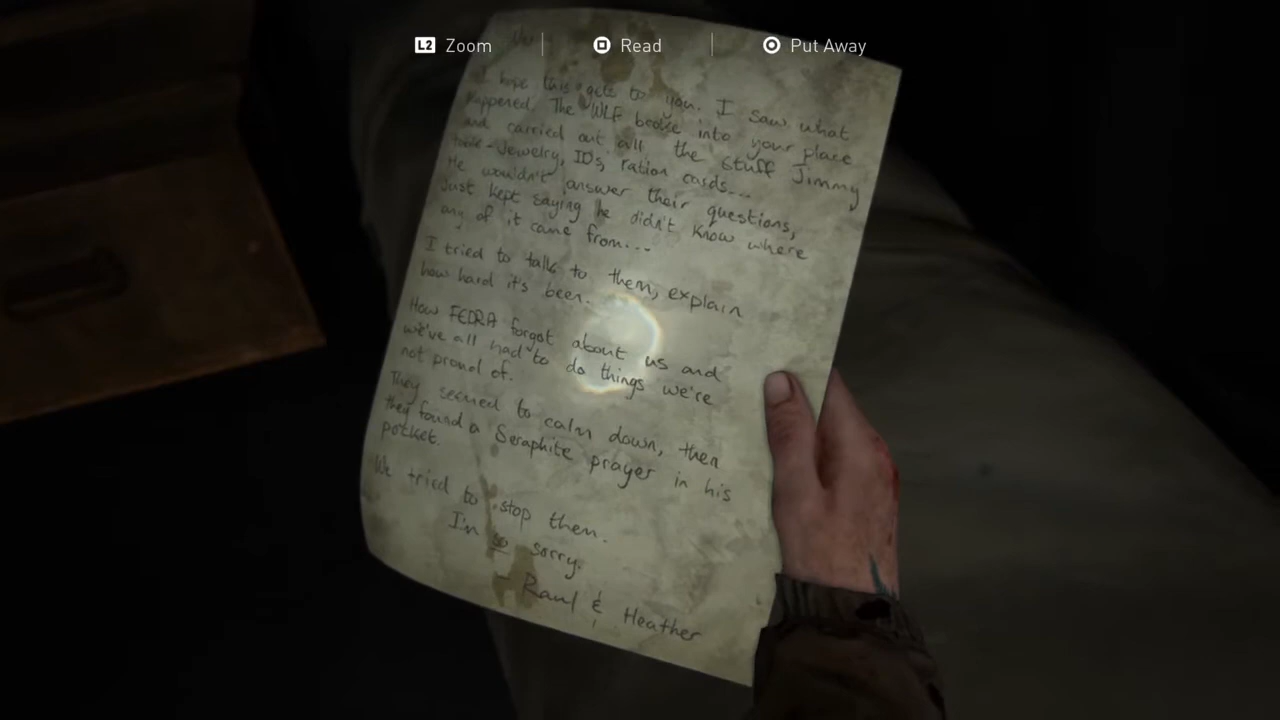 L2 Zoom
Read
Put Away
I hope this gets to you. I saw what
happened. The WLF broke into your place
and carried out all the stuff Jimmy
took - Jewelry, IDs, ration cards...
He wouldn't answer their questions,
Just kept saying he didn't know where
any of it came from...
I tried to talk to them, explain
how hard it's been.
How FEDRA forgot about us and
we've all had to do things we're
not proud of.
They seemed to calm down, then
they found a Seraphite prayer in his
pocket.
We tried to stop them.
I'm so sorry.
- Raul & Heather